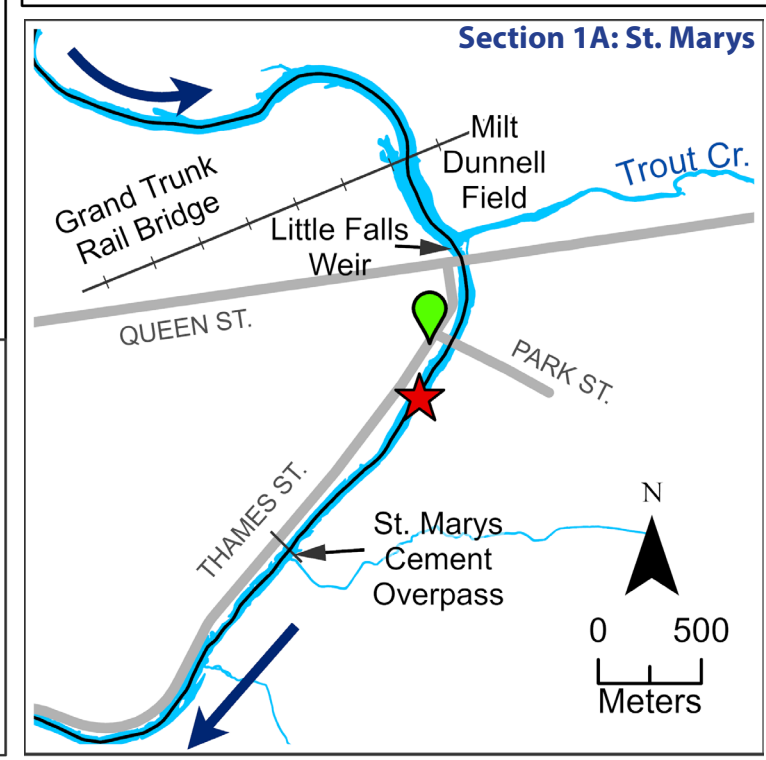 Section 1A: St. Marys
Milt
Dunnell
Field
Trout Cr.
Grand Trunk
Rail Bridge
Little Falls
Weir
QUEEN ST.
PARK ST.
THAMES ST.
St. Marys
Cement
Overpass
N
0 500
Meters